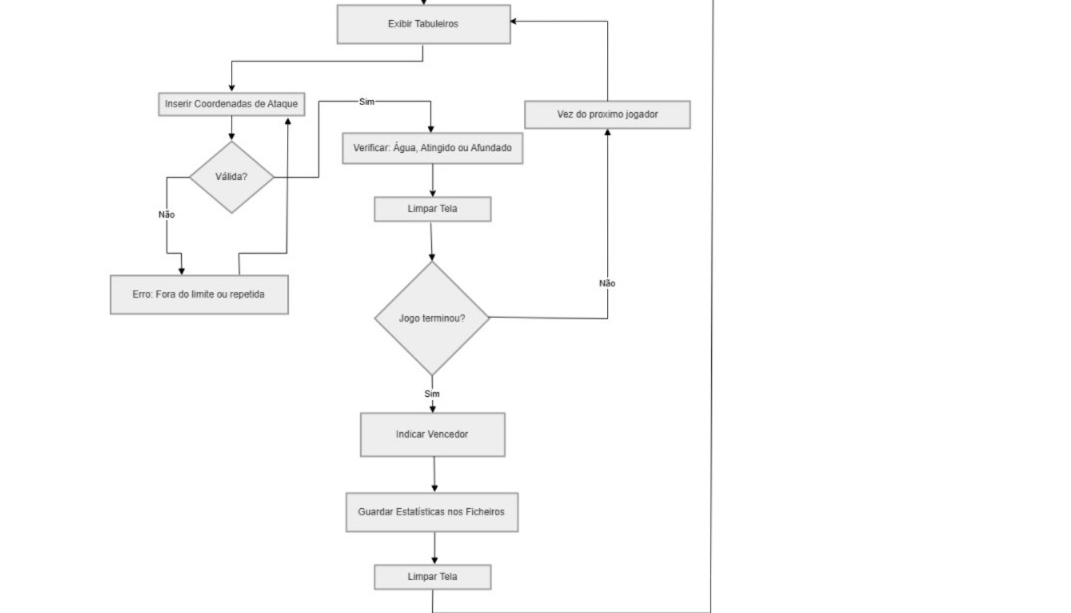 Exibir Tabuleiros
Inserir Coordenadas de Ataque
Sim
Vez do proximo jogador
Verificar: Água, Atingido ou Afundado
Válida?
Limpar Tela
Não
Erro: Fora do limite ou repetida
Não
Jogo terminou?
Sim
Indicar Vencedor
Guardar Estatísticas nos Ficheiros
Limpar Tela